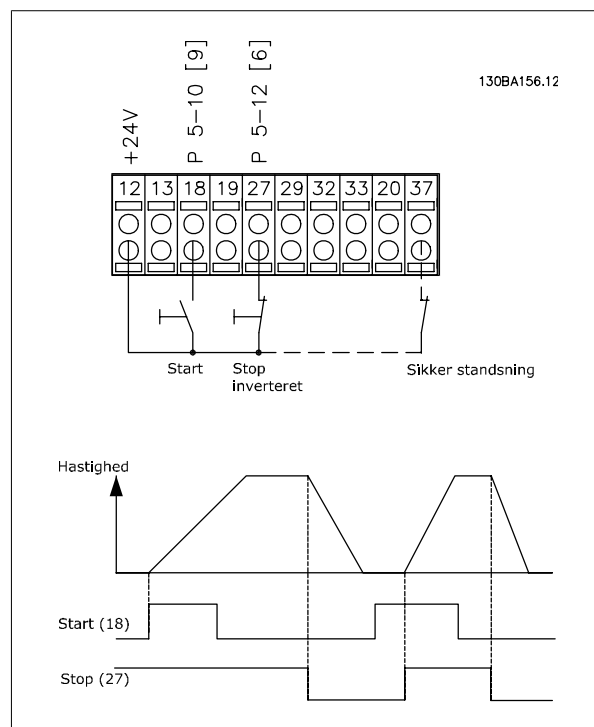 130BA156.12
+24V
P 5-10 [9]
P 5-12 [6]
12 13 18 19 27 29 32 33 20 37
Start
Stop
inverteret
Sikker standsning
Hastighed
Start (18)
Stop (27)